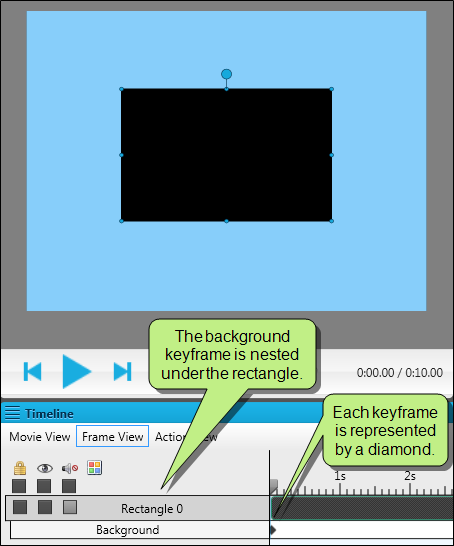 The background
keyframe is nested
under the rectangle.
0:00.00 / 0:10.00
Timeline
Each keyframe
is represented
by a diamond.
Movie View Frame View Action View
1s 2s
Rectangle 0
Background